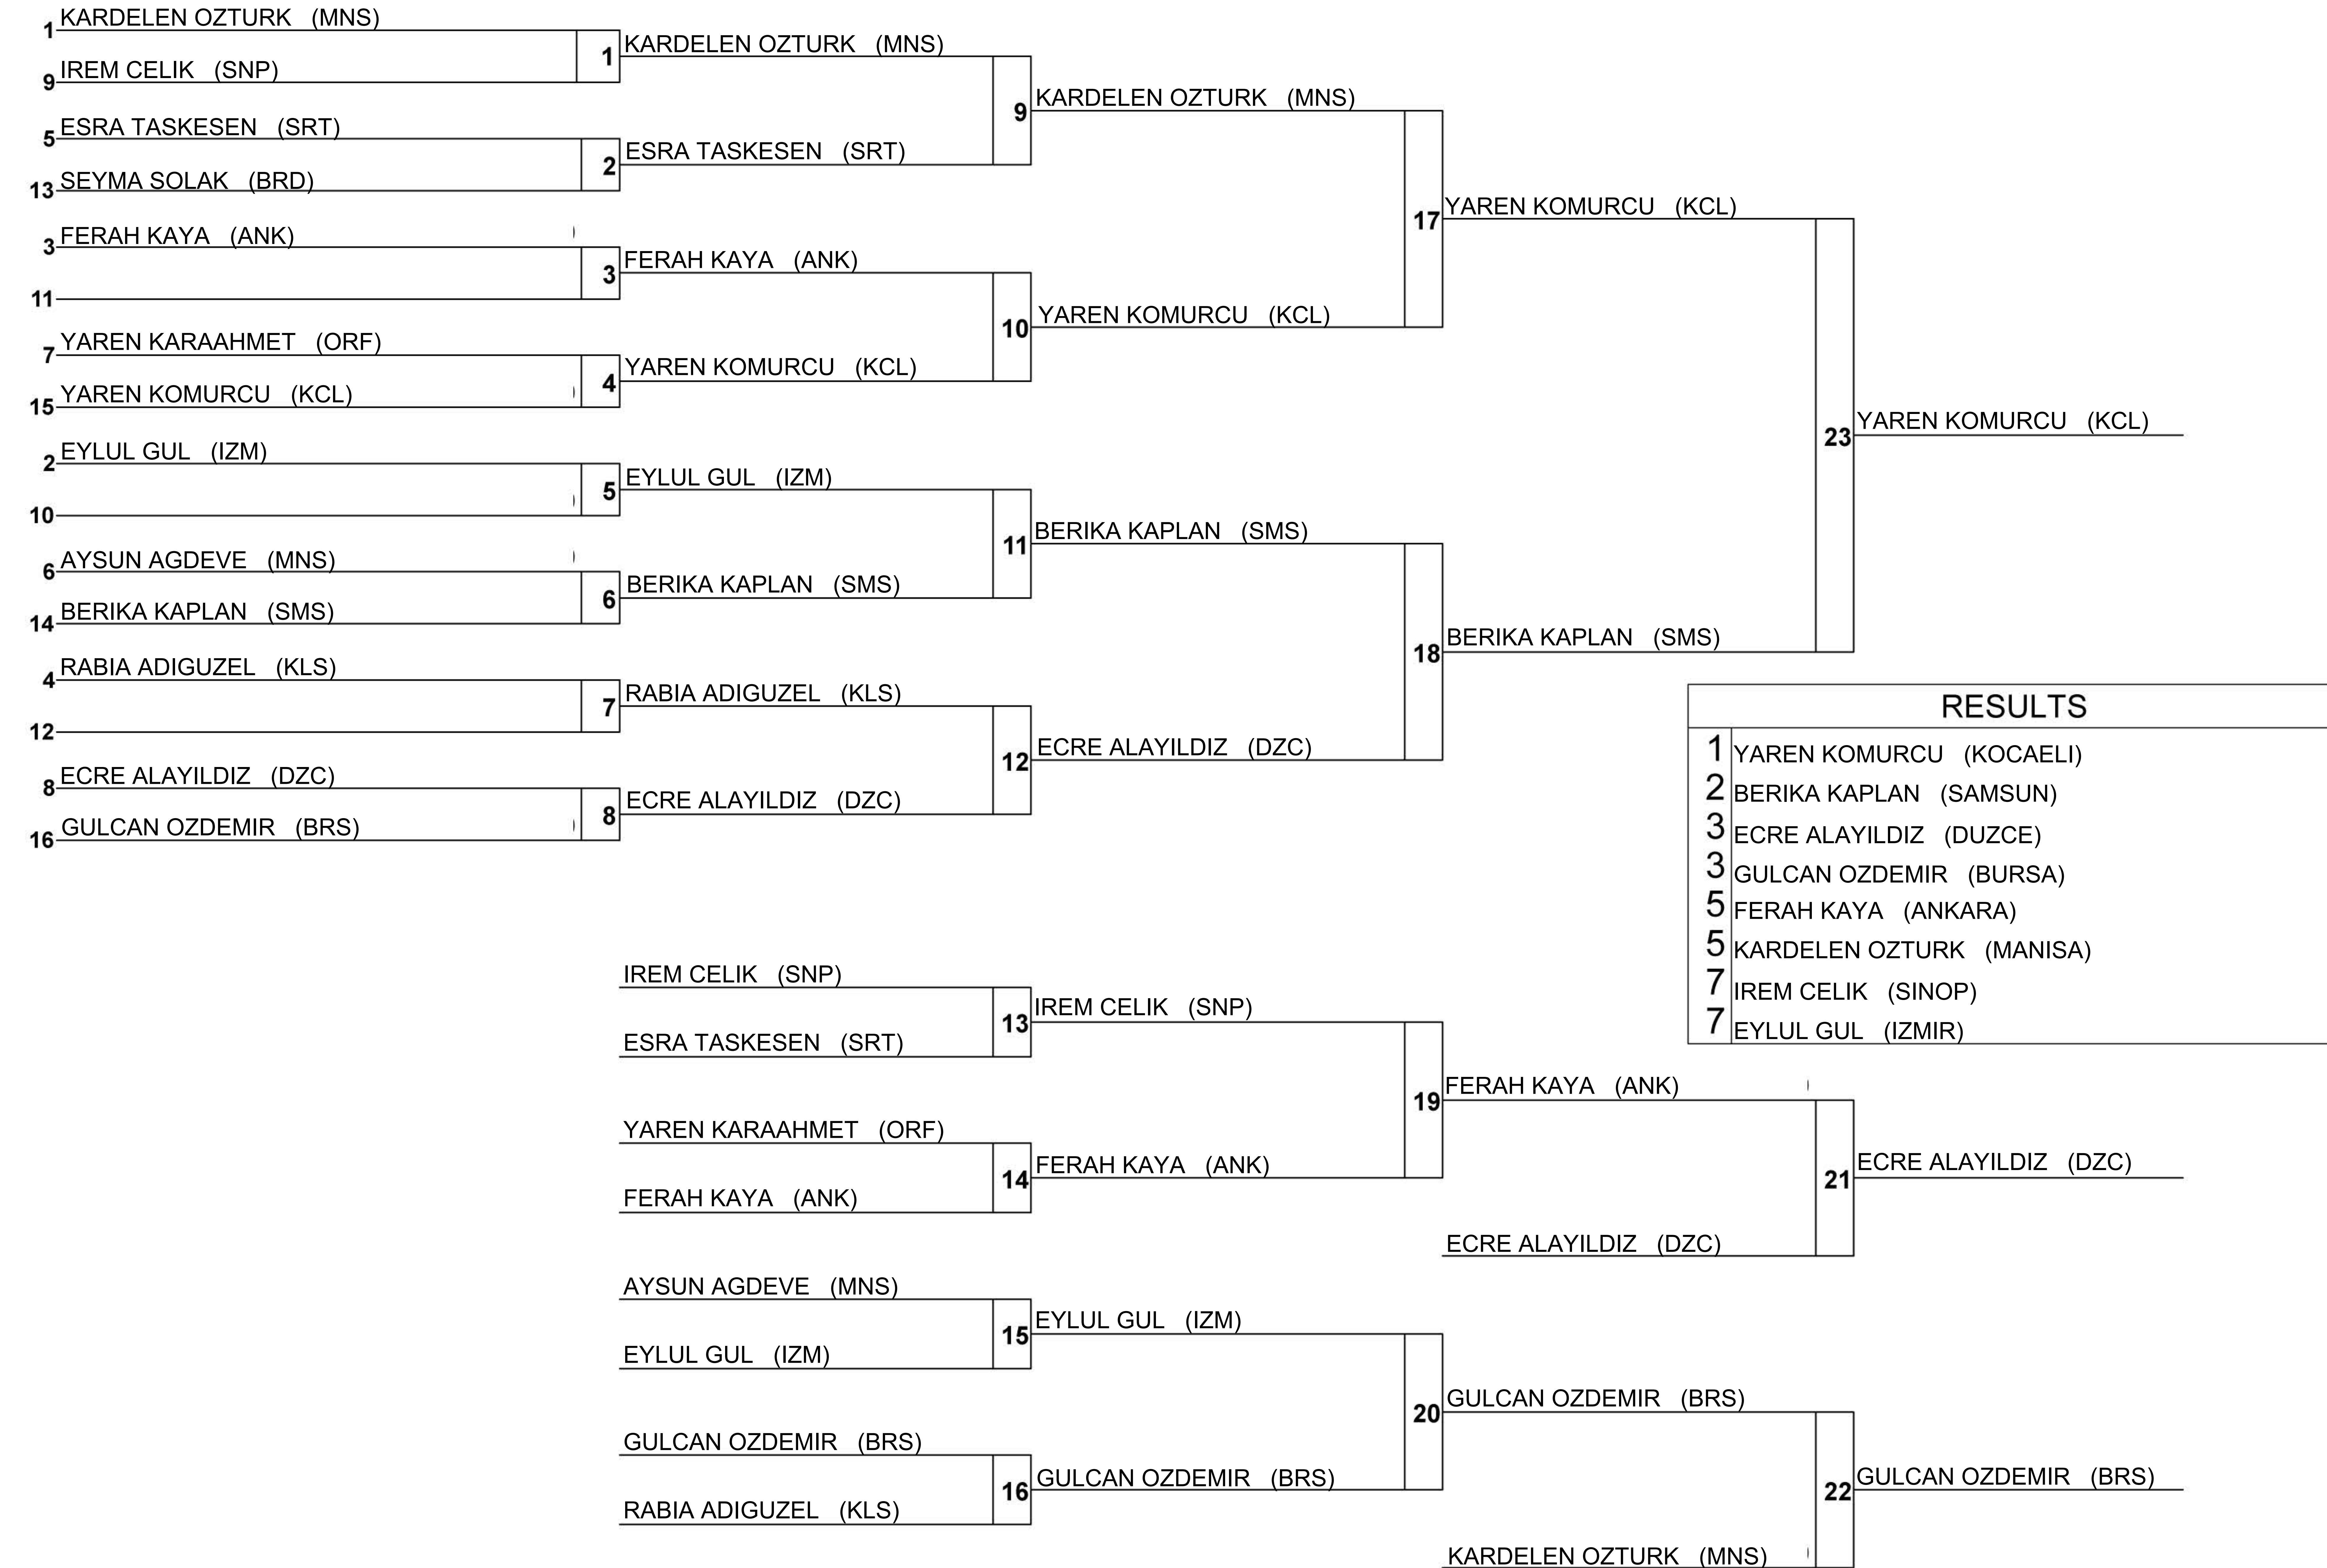 1 KARDELEN OZTURK (MNS)
9 IREM CELIK (SNP)
1 KARDELEN OZTURK (MNS)
5 ESRA TASKESEN (SRT)
13 SEYMA SOLAK (BRD)
2 ESRA TASKESEN (SRT)
9 KARDELEN OZTURK (MNS)
3 FERAH KAYA (ANK)
11
3 FERAH KAYA (ANK)
7 YAREN KARAAHMET (ORF)
15 YAREN KOMURCU (KCL)
4 YAREN KOMURCU (KCL)
10 YAREN KOMURCU (KCL)
17 YAREN KOMURCU (KCL)
2 EYLUL GUL (IZM)
10
5 EYLUL GUL (IZM)
6 AYSUN AGDEVE (MNS)
14 BERIKA KAPLAN (SMS)
6 BERIKA KAPLAN (SMS)
11 BERIKA KAPLAN (SMS)
4 RABIA ADIGUZEL (KLS)
12
7 RABIA ADIGUZEL (KLS)
8 ECRE ALAYILDIZ (DZC)
16 GULCAN OZDEMIR (BRS)
8 ECRE ALAYILDIZ (DZC)
12 ECRE ALAYILDIZ (DZC)
18 BERIKA KAPLAN (SMS)
23 YAREN KOMURCU (KCL)
RESULTS
1 YAREN KOMURCU (KOCAELI)
2 BERIKA KAPLAN (SAMSUN)
3 ECRE ALAYILDIZ (DUZCE)
3 GULCAN OZDEMIR (BURSA)
5 FERAH KAYA (ANKARA)
5 KARDELEN OZTURK (MANISA)
7 IREM CELIK (SINOP)
7 EYLUL GUL (IZMIR)
IREM CELIK (SNP)
ESRA TASKESEN (SRT)
13 IREM CELIK (SNP)
YAREN KARAAHMET (ORF)
FERAH KAYA (ANK)
14 FERAH KAYA (ANK)
19 FERAH KAYA (ANK)
ECRE ALAYILDIZ (DZC)
21 ECRE ALAYILDIZ (DZC)
AYSUN AGDEVE (MNS)
EYLUL GUL (IZM)
15 EYLUL GUL (IZM)
GULCAN OZDEMIR (BRS)
RABIA ADIGUZEL (KLS)
16 GULCAN OZDEMIR (BRS)
20 GULCAN OZDEMIR (BRS)
KARDELEN OZTURK (MNS)
22 GULCAN OZDEMIR (BRS)